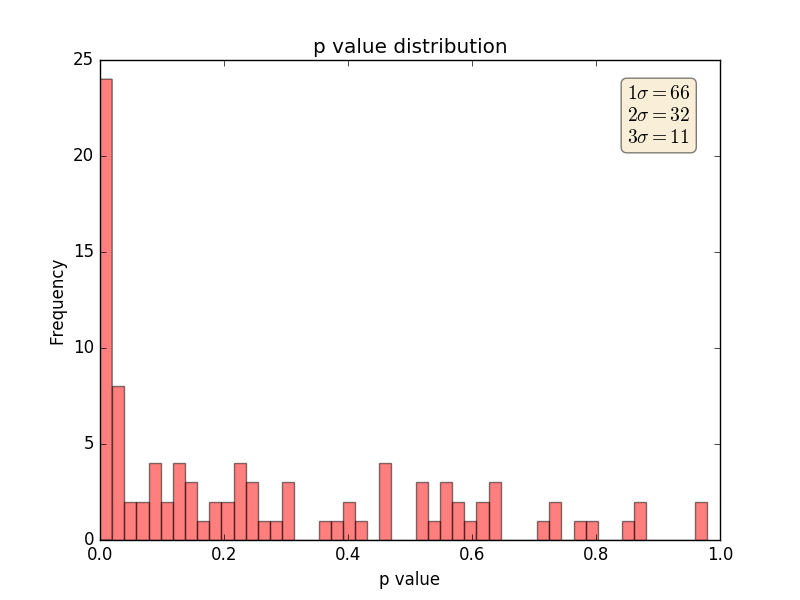 p value distribution
1σ = 66
2σ = 32
3σ = 11
25
20
15
10
5
0
Frequency
0.0 0.2 0.4 0.6 0.8 1.0
p value